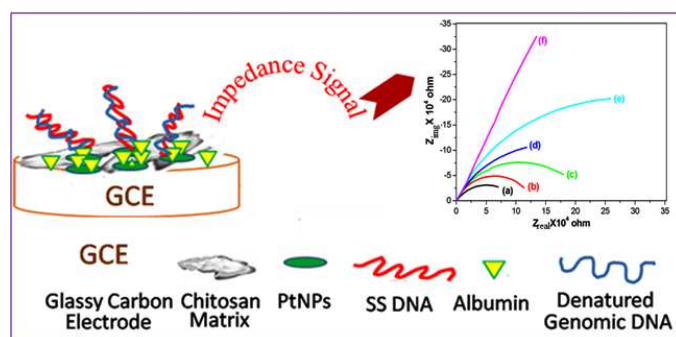 Impedance Signal
GCE
Z_img X 10^4 ohm
-35
-30
-25
-20
-15
-10
-5
0
0 5 10 15 20 25 30 35
Z_real X10^4 ohm
(f)
(e)
(d)
(c)
(b)
(a)
GCE
Glassy Carbon
Electrode
Chitosan
Matrix
PtNPs
SS DNA
Albumin
Denatured
Genomic DNA